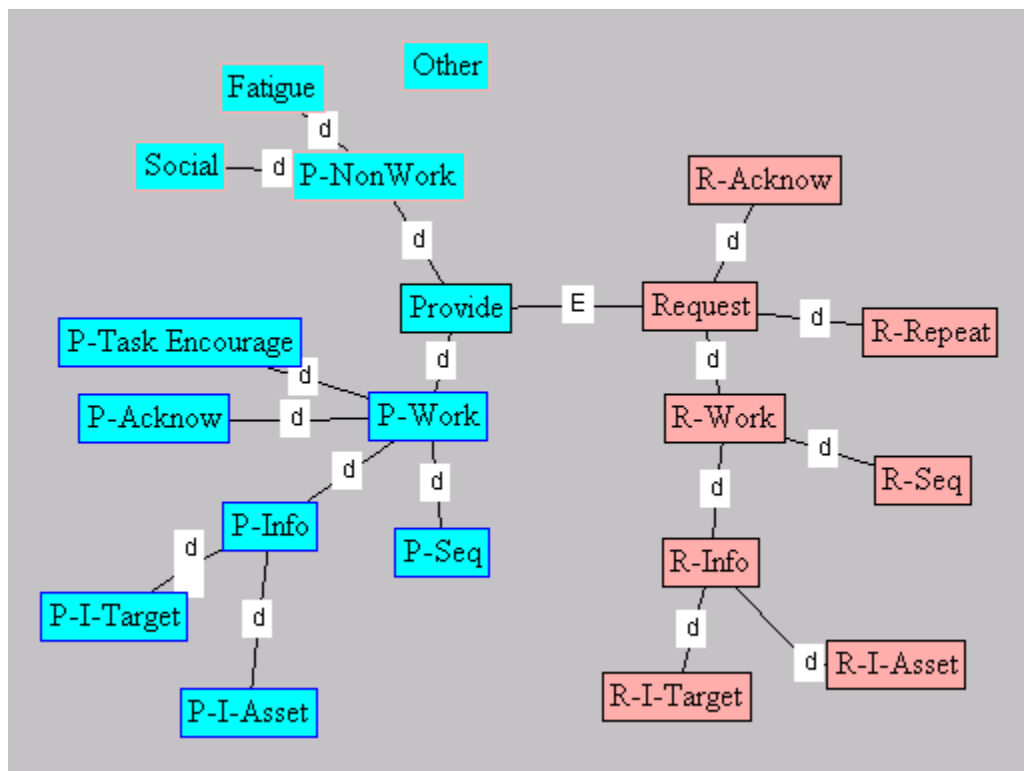 Other
Fatigue
d
Social
d
P-NonWork
R-Acknow
d
d
Provide
E
Request
d
R-Repeat
P-Task Encourage
d
d
d
P-Acknow
d
P-Work
R-Work
d
R-Seq
d
d
d
P-Info
P-Seq
d
R-Info
P-I-Target
d
d
d
R-I-Asset
R-I-Target
P-I-Asset